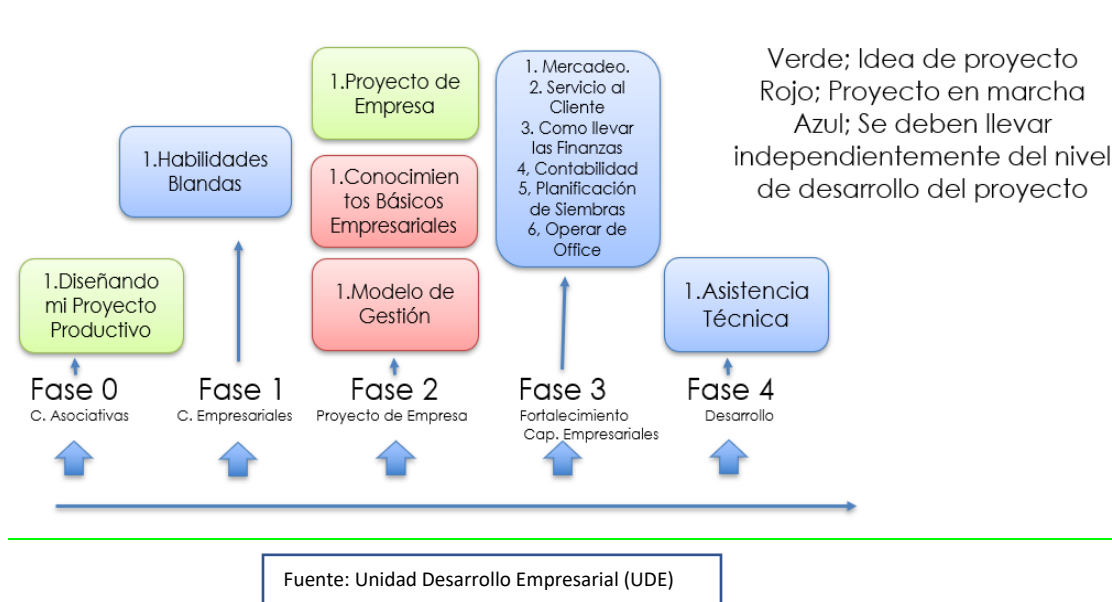 1.Proyecto de
Empresa
1. Mercadeo.
2. Servicio al
Cliente
3. Como llevar
las Finanzas
4, Contabilidad
5, Planificación
de Siembras
6, Operar de
Office
Verde; Idea de proyecto
Rojo; Proyecto en marcha
Azul; Se deben llevar
independientemente del nivel
de desarrollo del proyecto
1.Habilidades
Blandas
1.Conocimien
tos Básicos
Empresariales
1.Diseñando
mi Proyecto
Productivo
1.Modelo de
Gestión
1.Asistencia
Técnica
Fase 0
C. Asociativas
Fase 1
C. Empresariales
Fase 2
Proyecto de Empresa
Fase 3
Fortalecimiento
Cap. Empresariales
Fase 4
Desarrollo
Fuente: Unidad Desarrollo Empresarial (UDE)